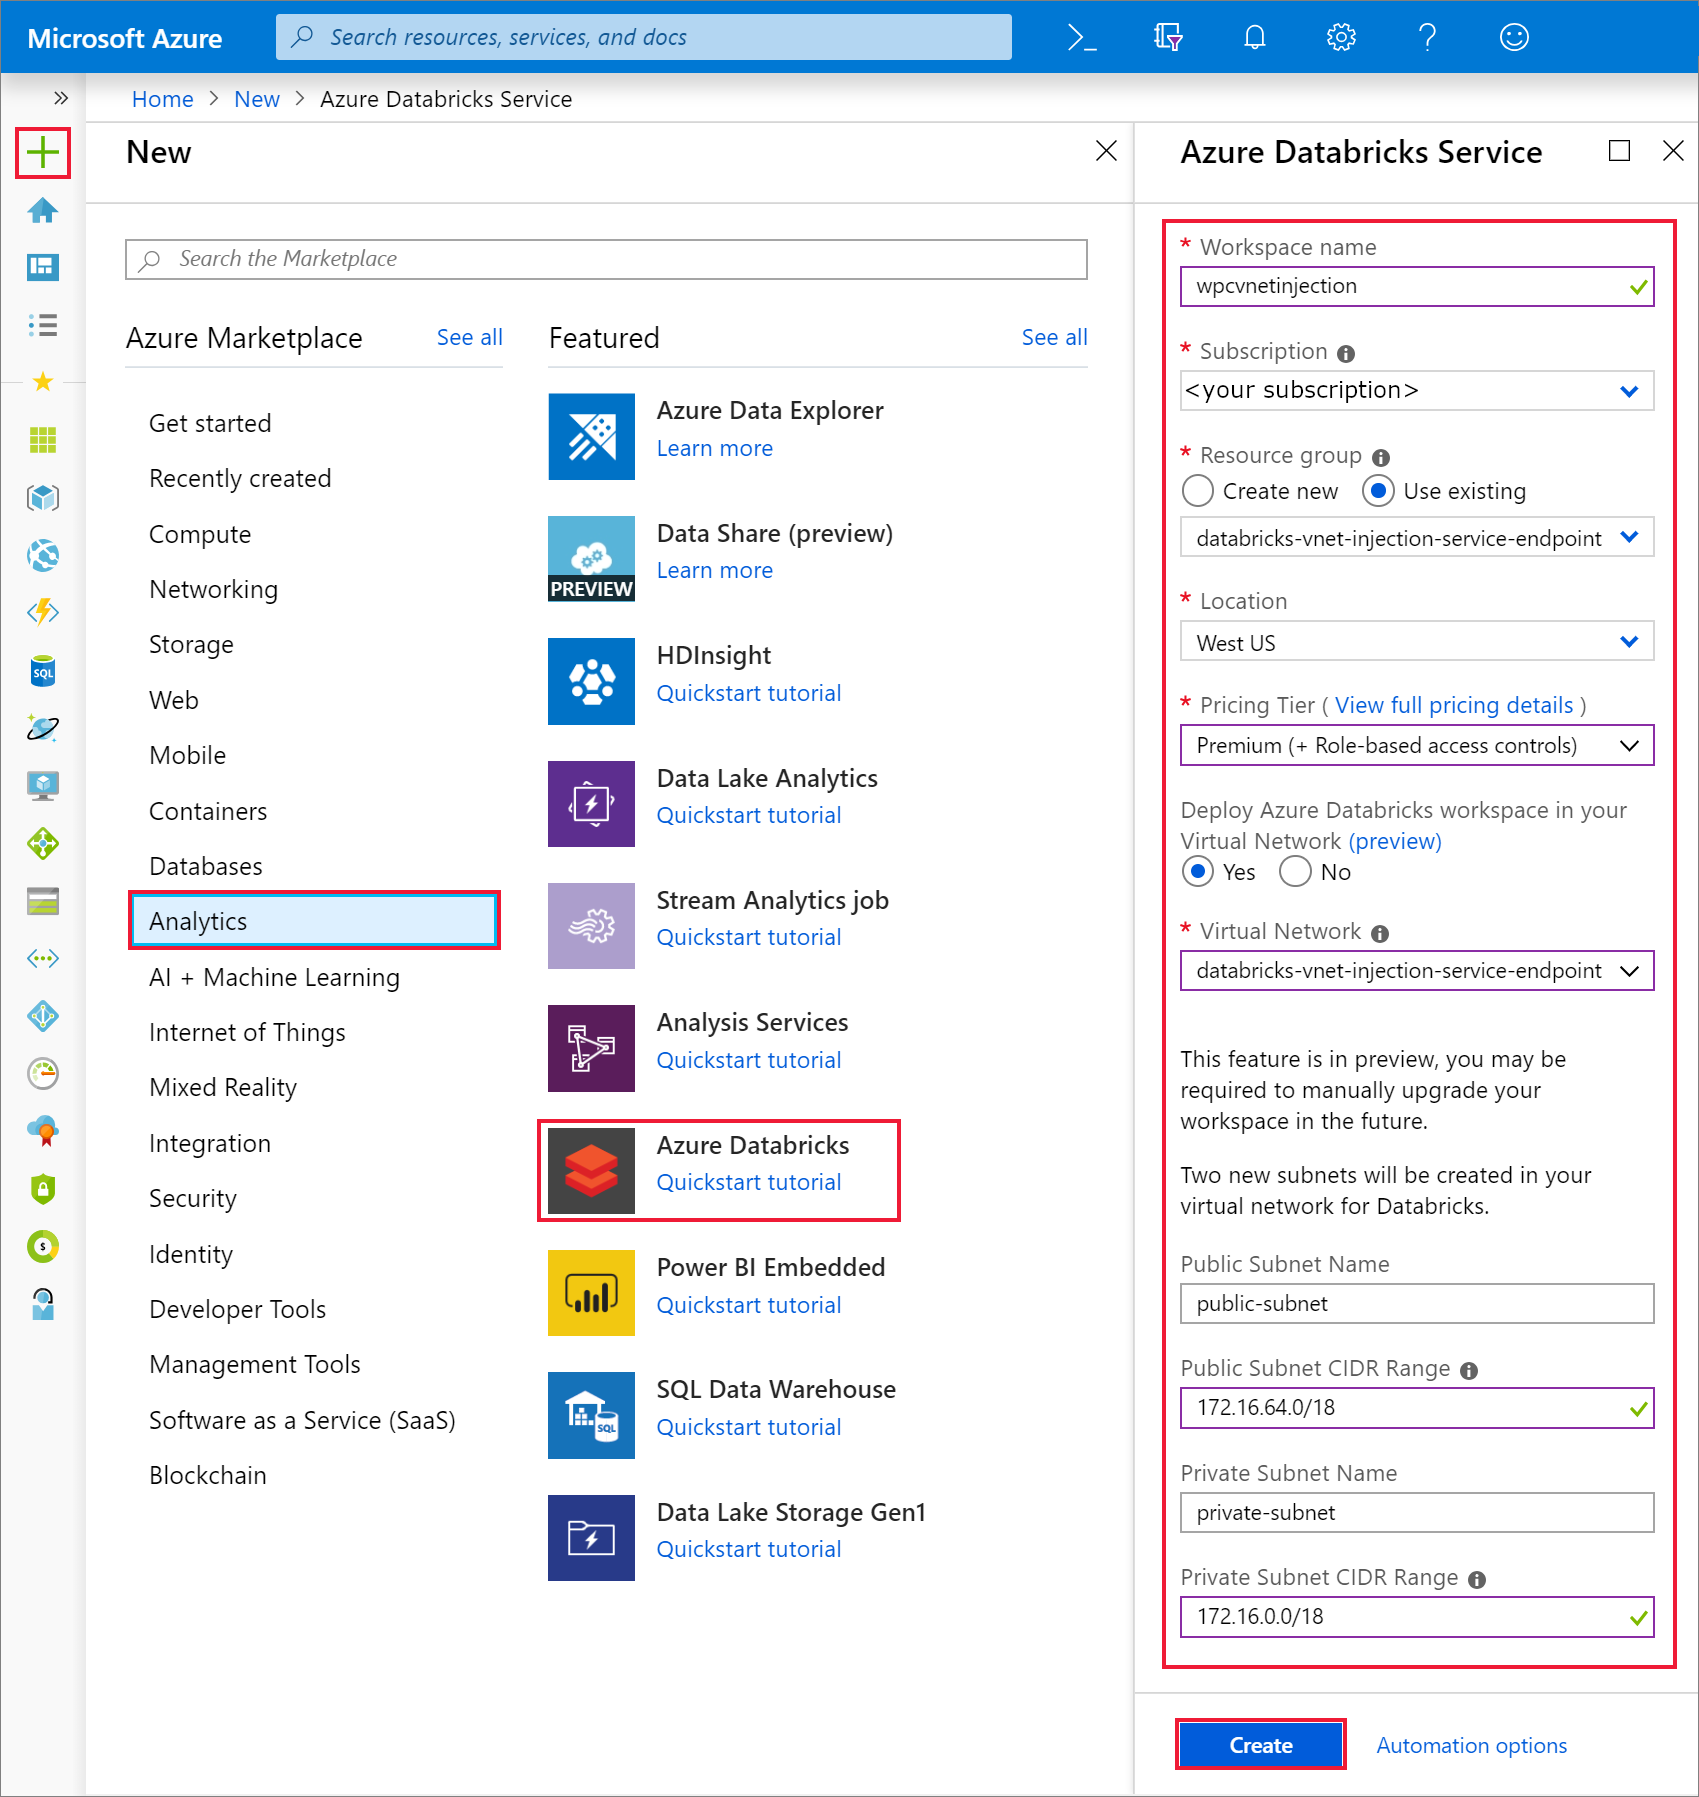 Microsoft Azure
Search resources, services, and docs
Home > New > Azure Databricks Service
New
Search the Marketplace
Azure Marketplace
See all
Get started
Recently created
Compute
Networking
Storage
Web
Mobile
Containers
Databases
Analytics
AI + Machine Learning
Internet of Things
Mixed Reality
Integration
Security
Identity
Developer Tools
Management Tools
Software as a Service (SaaS)
Blockchain
Featured
See all
Azure Data Explorer
Learn more
PREVIEW
Data Share (preview)
Learn more
HDInsight
Quickstart tutorial
Data Lake Analytics
Quickstart tutorial
Stream Analytics job
Quickstart tutorial
Analysis Services
Quickstart tutorial
Azure Databricks
Quickstart tutorial
Power BI Embedded
Quickstart tutorial
SQL
SQL Data Warehouse
Quickstart tutorial
Data Lake Storage Gen1
Quickstart tutorial
SQL
Azure Databricks Service
* Workspace name
wpcvnetinjection
* Subscription
<your subscription>
* Resource group
Create new Use existing
databricks-vnet-injection-service-endpoint
* Location
West US
* Pricing Tier ( View full pricing details )
Premium (+ Role-based access controls)
Deploy Azure Databricks workspace in your
Virtual Network (preview)
Yes No
* Virtual Network
databricks-vnet-injection-service-endpoint
This feature is in preview, you may be
required to manually upgrade your
workspace in the future.
Two new subnets will be created in your
virtual network for Databricks.
Public Subnet Name
public-subnet
Public Subnet CIDR Range
172.16.64.0/18
Private Subnet Name
private-subnet
Private Subnet CIDR Range
172.16.0.0/18
Create
Automation options